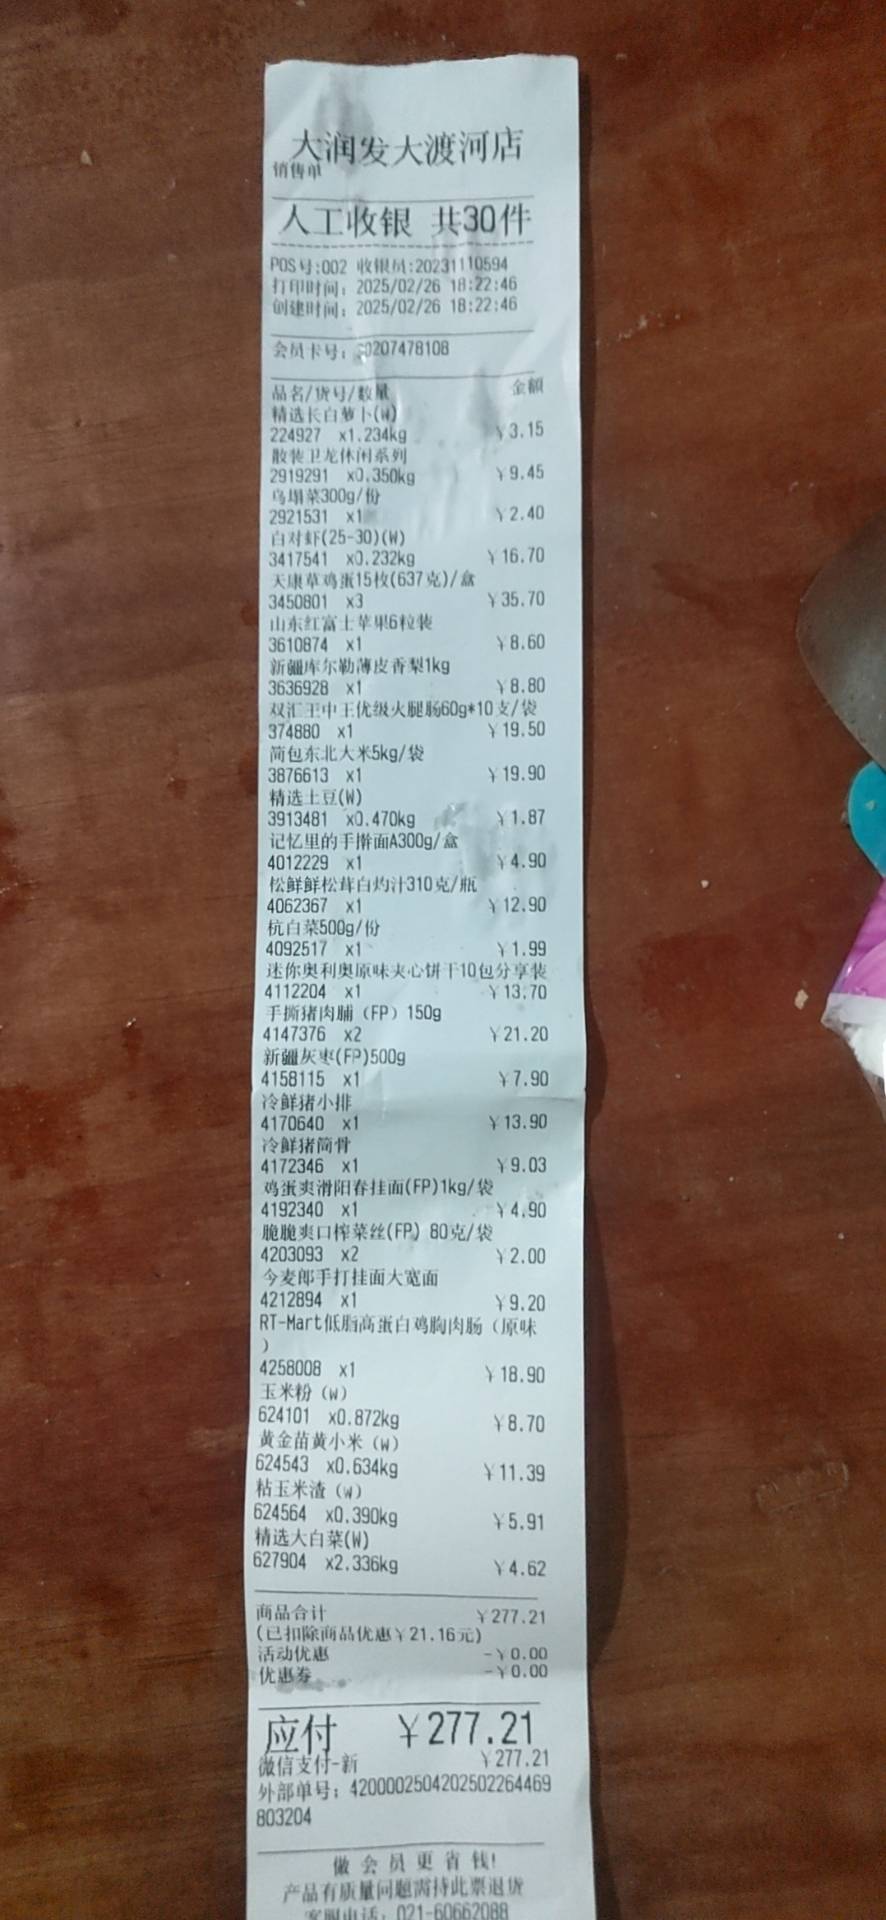 大润发大渡河店
销售单
人工收银 共30件
POS号:002 收银员:20231110594
打印时间: 2025/02/26 18:22:46
创建时间: 2025/02/26 18:22:46
会员卡号: 0207478108
品名/货号/数量 金额
精选长白萝卜(W)
224927 x1.234kg ¥3.15
散装卫龙休闲系列
2919291 x0.350kg ¥9.45
乌塌菜300g/份
2921531 x1 ¥2.40
白对虾(25-30)(W)
3417541 x0.232kg ¥16.70
天康草鸡蛋15枚(637克)/盒
3450801 x3 ¥35.70
山东红富士苹果6粒装
3610874 x1 ¥8.60
新疆库尔勒薄皮香梨1kg
3636928 x1 ¥8.80
双汇王中王优级火腿肠60g*10支/袋
374880 x1 ¥19.50
简包东北大米5kg/袋
3876613 x1 ¥19.90
精选土豆(W)
3913481 x0.470kg ¥1.87
记忆里的手擀面A300g/盒
4012229 x1 ¥4.90
松鲜鲜松茸白灼汁310克/瓶
4062367 x1 ¥12.90
杭白菜500g/份
4092517 x1 ¥1.99
迷你奥利奥原味夹心饼干10包分享装
4112204 x1 ¥13.70
手撕猪肉脯（FP）150g
4147376 x2 ¥21.20
新疆灰枣(FP)500g
4158115 x1 ¥7.90
冷鲜猪小排
4170640 x1 ¥13.90
冷鲜猪筒骨
4172346 x1 ¥9.03
鸡蛋爽滑阳春挂面(FP)1kg/袋
4192340 x1 ¥4.90
脆脆爽口榨菜丝(FP) 80克/袋
4203093 x2 ¥2.00
今麦郎手打挂面大宽面
4212894 x1 ¥9.20
RT-Mart低脂高蛋白鸡胸肉肠（原味
）
4258008 x1 ¥18.90
玉米粉（W）
624101 x0.872kg ¥8.70
黄金苗黄小米（W）
624543 x0.634kg ¥11.39
粘玉米渣（W）
624564 x0.390kg ¥5.91
精选大白菜(W)
627904 x2.336kg ¥4.62
商品合计 ¥277.21
(已扣除商品优惠¥21.16元)
活动优惠 -¥0.00
优惠券 -¥0.00
应付 ¥277.21
微信支付-新 ¥277.21
外部单号: 4200002504202502264469
803204
做会员更省钱!
产品有质量问题需持此票退货
客服电话: 021-60662088